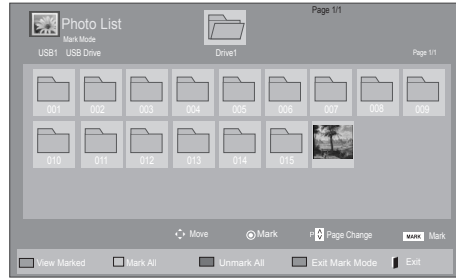 Page 1/1
Photo List
Mark Mode
USB1 USB Drive Drive1 Page 1/1
001 002 003 004 005 006 007 008 009
010 011 012 013 014 015
Move Mark P Page Change MARK Mark
View Marked Mark All Unmark All Exit Mark Mode Exit